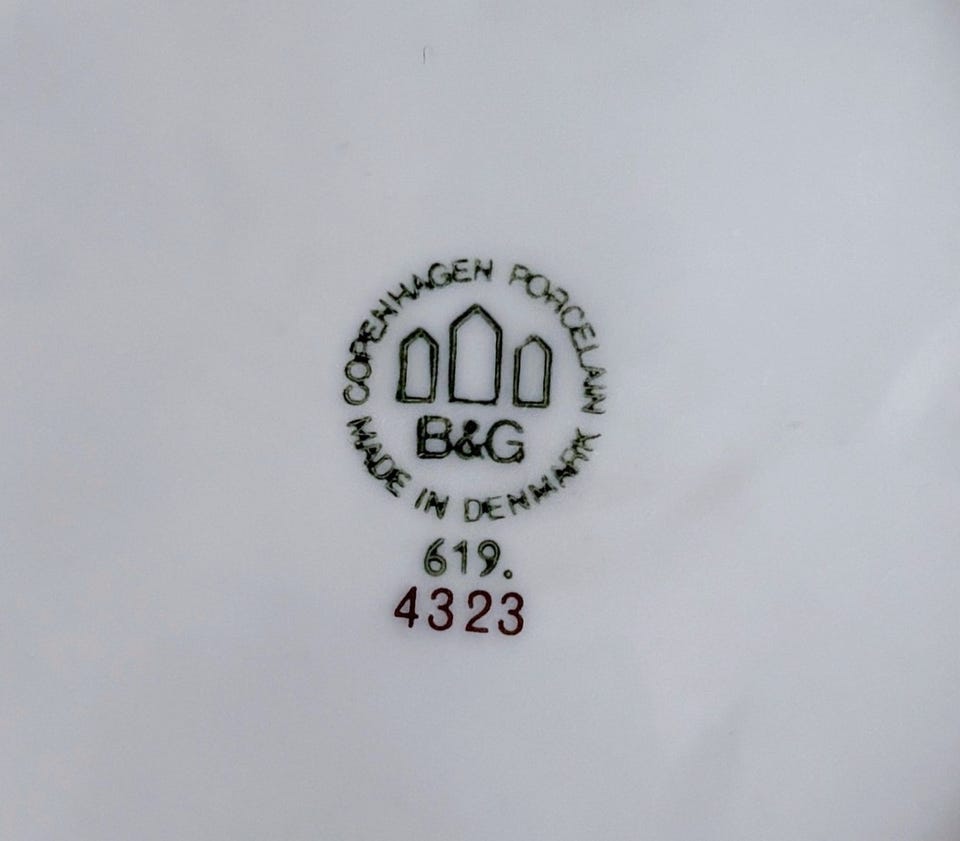 COPENHAGEN PORCELAIN
B&G
MADE IN DENMARK
619.
4323